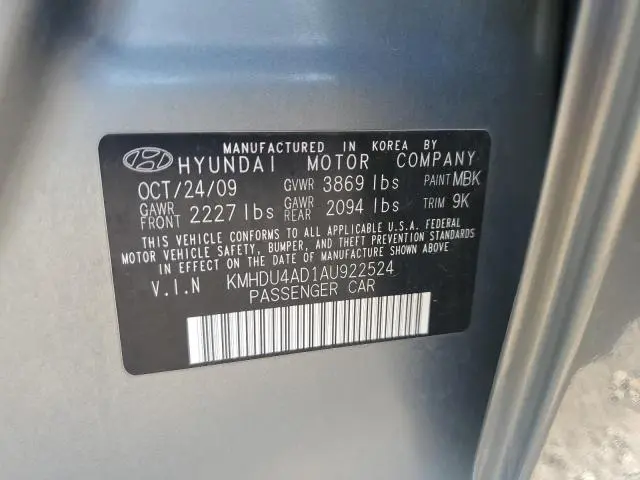 MANUFACTURED IN KOREA BY
HYUNDAI MOTOR COMPANY
OCT/24/09 GVWR 3869 lbs PAINT MBK
GAWR FRONT 2227 lbs GAWR REAR 2094 lbs TRIM 9K
THIS VEHICLE CONFORMS TO ALL APPLICABLE U.S.A. FEDERAL
MOTOR VEHICLE SAFETY, BUMPER, AND THEFT PREVENTION STANDARDS
IN EFFECT ON THE DATE OF MANUFACTURE SHOWN ABOVE
V.I.N KMHDU4AD1AU922524
PASSENGER CAR